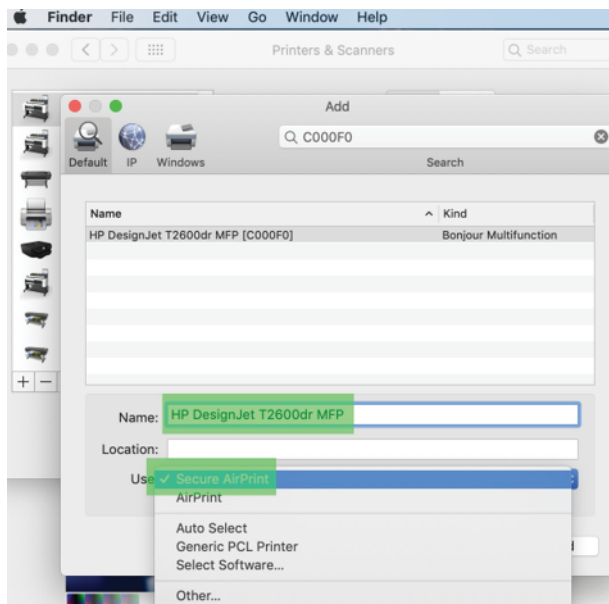 Finder File Edit View Go Window Help
Printers & Scanners
Search
Add
C000F0
Default IP Windows
Search
Name Kind
HP DesignJet T2600dr MFP [C000F0] Bonjour Multifunction
Name: HP DesignJet T2600dr MFP
Location:
Use ✓ Secure AirPrint
AirPrint
Auto Select
Generic PCL Printer
Select Software...
Other...